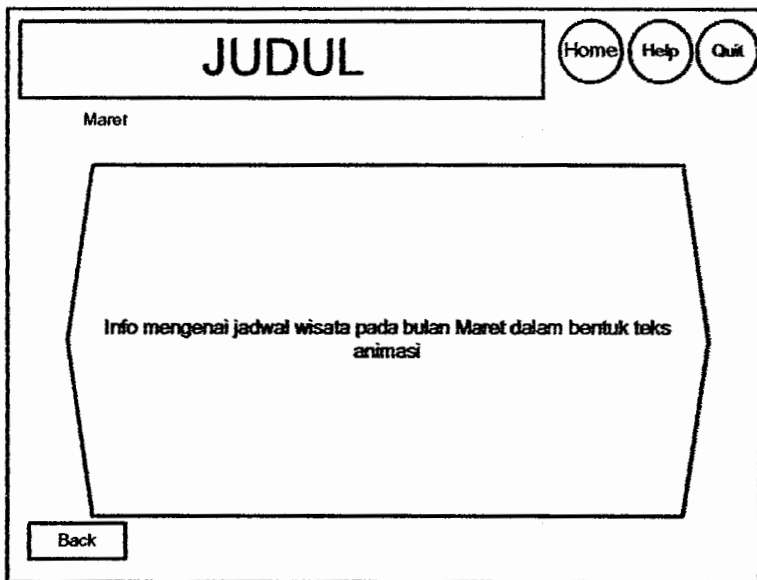 JUDUL
Home Help Quit
Maret
Info mengenai jadwal wisata pada bulan Maret dalam bentuk teks
animasi
Back